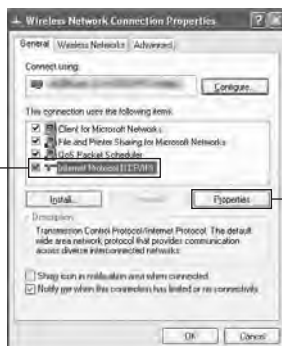 Wireless Network Connection Properties
General Wireless Networks Advanced
Connect using:
Configure...
This connection uses the following items:
Client for Microsoft Networks
File and Printer Sharing for Microsoft Networks
QoS Packet Scheduler
Internet Protocol (TCP/IP)
Install... Properties
Description
Transmission Control Protocol/Internet Protocol. The default
wide area network protocol that provides communication
across diverse interconnected networks.
Show icon in notification area when connected
Notify me when this connection has limited or no connectivity
OK Cancel